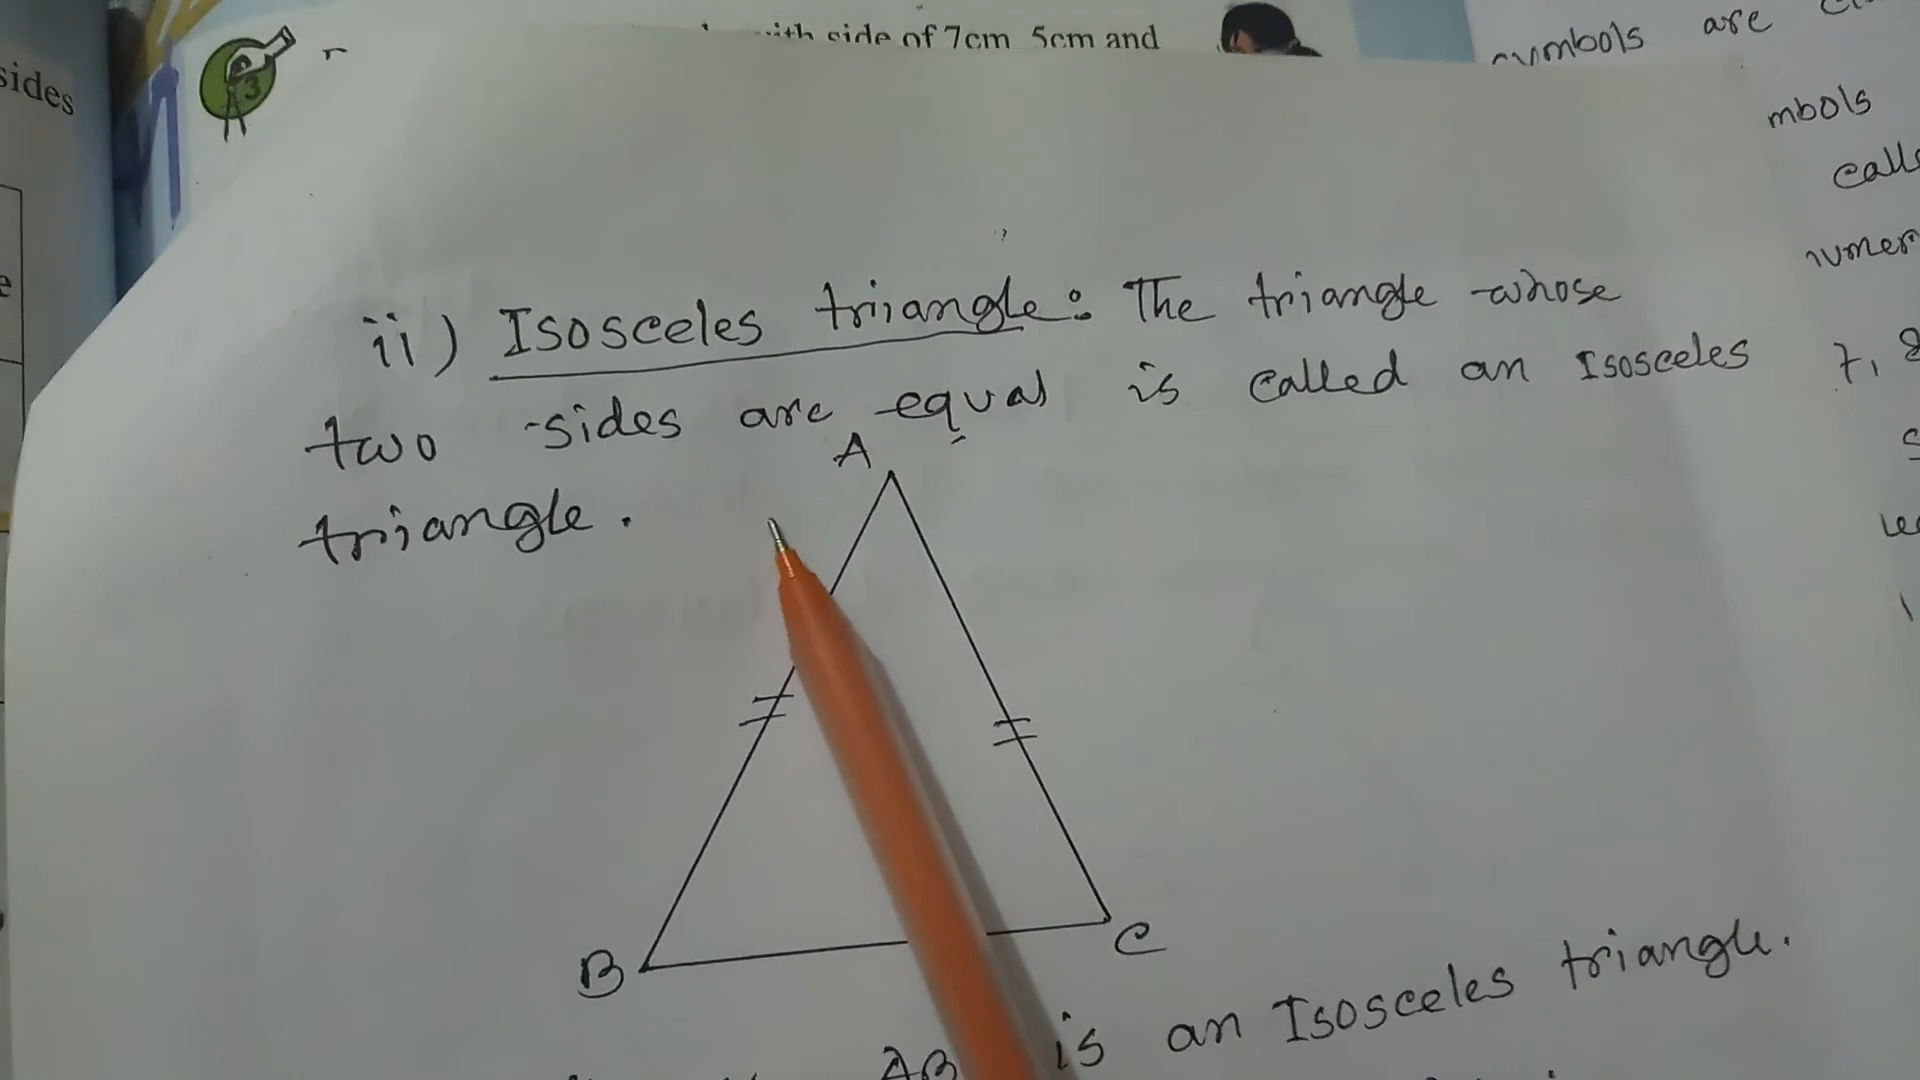 sides
with side of 7cm 5cm and
symbols are
mbols
ii) Isosceles triangle: The triangle whose
two sides are equal is called an Isosceles
triangle.
A
B
C
is an Isosceles triangle.
7,